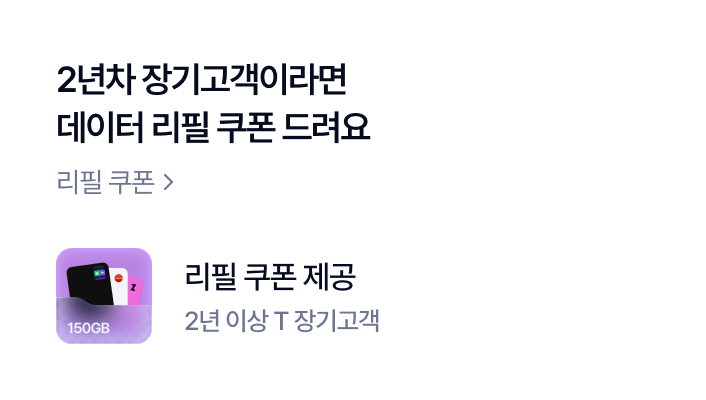 2년차 장기고객이라면
데이터 리필 쿠폰 드려요
리필 쿠폰 >
리필 쿠폰 제공
2년 이상 T 장기고객
150GB